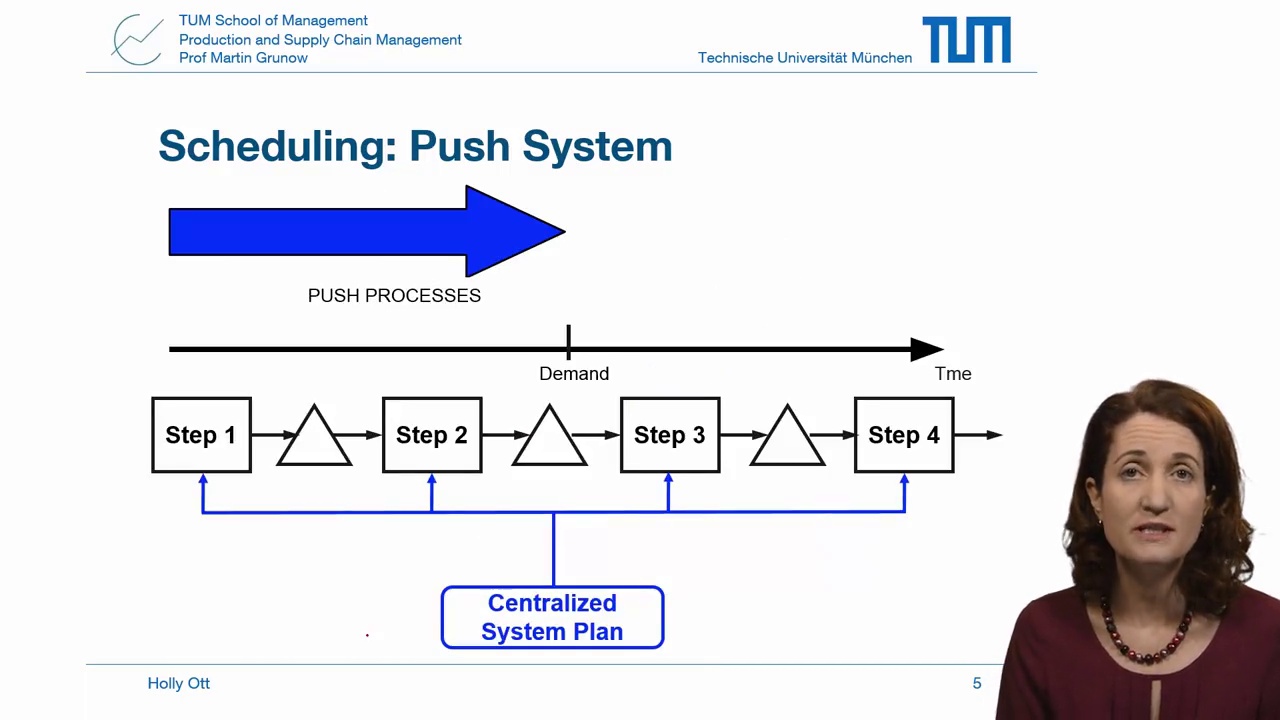 TUM School of Management
Production and Supply Chain Management
Prof Martin Grunow
Technische Universität München
TUM
Scheduling: Push System
PUSH PROCESSES
Demand
Tme
Step 1
Step 2
Step 3
Step 4
Centralized
System Plan
Holly Ott
5